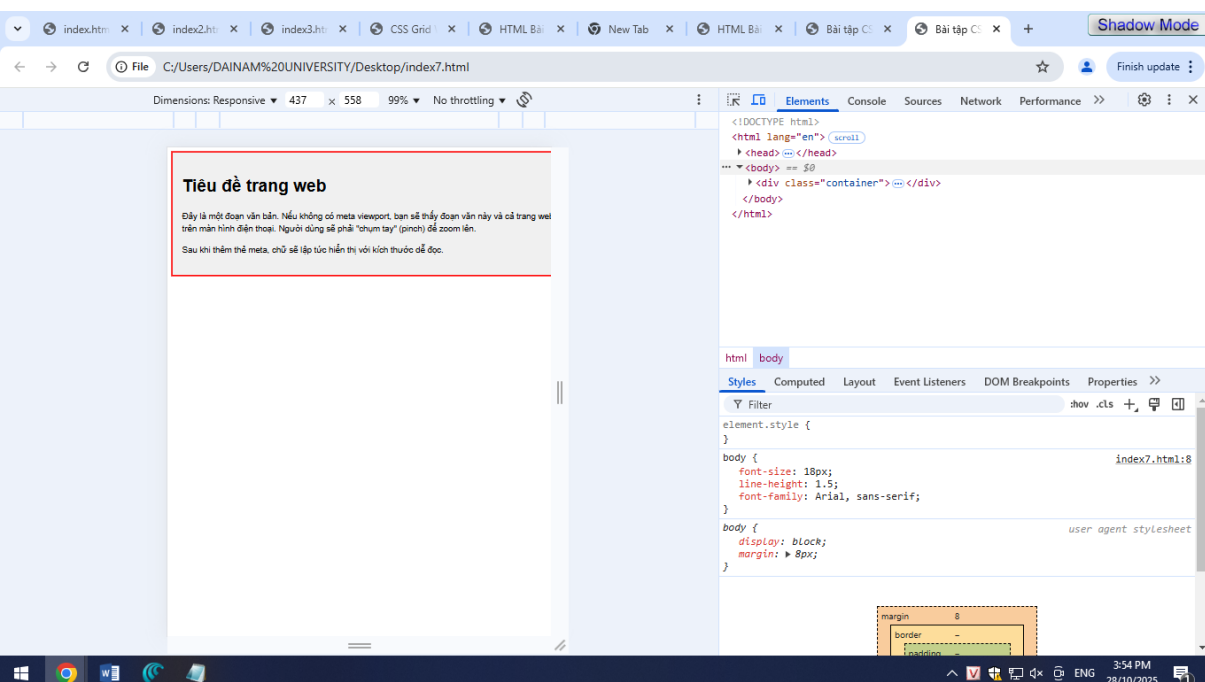 index.htm
index2.ht
index3.ht
CSS Grid
HTML Bài
New Tab
HTML Bài
Bài tập CS
Bài tập CS
Shadow Mode
File
C:/Users/DAINAM%20UNIVERSITY/Desktop/index7.html
Finish update
Dimensions: Responsive ▼ 437 × 558 99% ▼ No throttling ▼
Elements Console Sources Network Performance
<!DOCTYPE html>
<html lang="en"> scroll
<head> ⋯ </head>
⋯ ▼ <body> == $0
<div class="container"> ⋯ </div>
</body>
</html>
Tiêu đề trang web
Đây là một đoạn văn bản. Nếu không có meta viewport, bạn sẽ thấy đoạn văn này và cả trang web
trên màn hình điện thoại. Người dùng sẽ phải "chụm tay" (pinch) để zoom lên.
Sau khi thêm thẻ meta, chữ sẽ lập tức hiển thị với kích thước dễ đọc.
html body
Styles Computed Layout Event Listeners DOM Breakpoints Properties
Filter :hov .cls
element.style {
}
body { index7.html:8
font-size: 18px;
line-height: 1.5;
font-family: Arial, sans-serif;
}
body { user agent stylesheet
display: block;
margin: ▶ 8px;
}
margin 8
border –
padding –
ENG
3:54 PM
28/10/2025